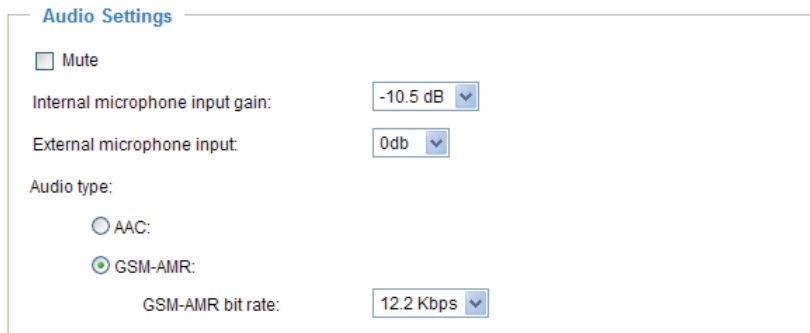 Audio Settings
Mute
Internal microphone input gain: -10.5 dB
External microphone input: 0db
Audio type:
AAC:
GSM-AMR:
GSM-AMR bit rate: 12.2 Kbps